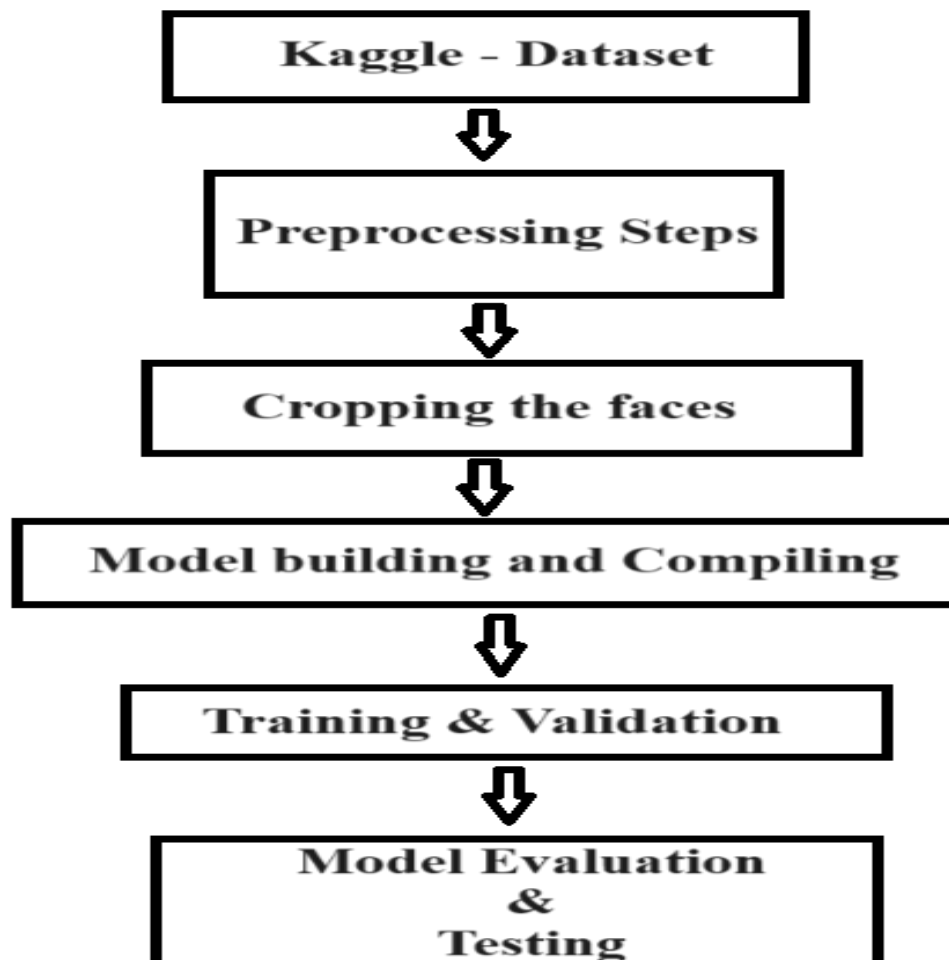 Kaggle - Dataset
Preprocessing Steps
Cropping the faces
Model building and Compiling
Training & Validation
Model Evaluation
&
Testing